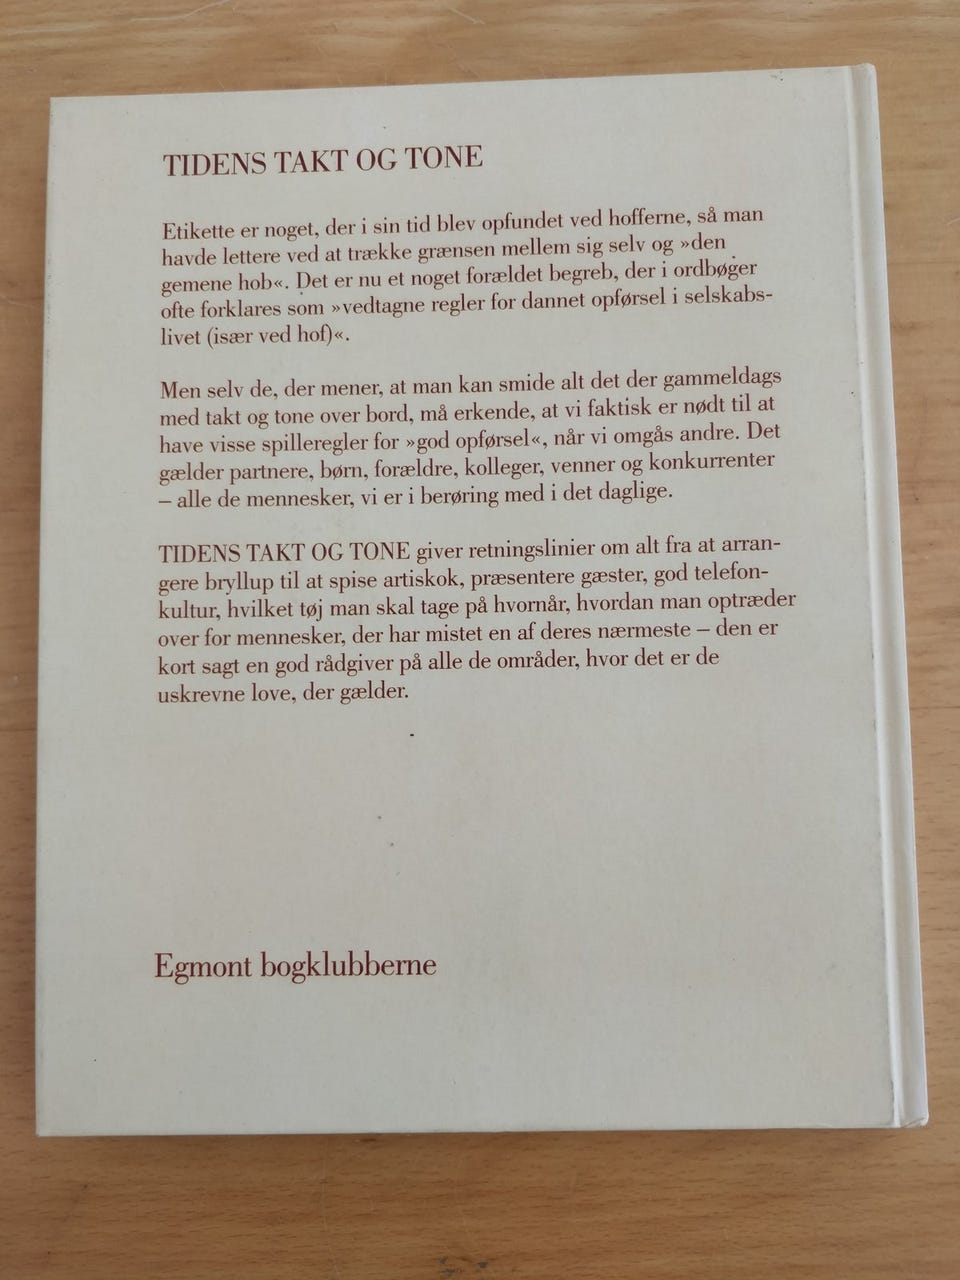 TIDENS TAKT OG TONE
Etikette er noget, der i sin tid blev opfundet ved hofferne, så man
havde lettere ved at trække grænsen mellem sig selv og »den
gemene hob«. Det er nu et noget forældet begreb, der i ordbøger
ofte forklares som »vedtagne regler for dannet opførsel i selskabs-
livet (især ved hof)«.
Men selv de, der mener, at man kan smide alt det der gammeldags
med takt og tone over bord, må erkende, at vi faktisk er nødt til at
have visse spilleregler for »god opførsel«, når vi omgås andre. Det
gælder partnere, børn, forældre, kolleger, venner og konkurrenter
– alle de mennesker, vi er i berøring med i det daglige.
TIDENS TAKT OG TONE giver retningslinier om alt fra at arran-
gere bryllup til at spise artiskok, præsentere gæster, god telefon-
kultur, hvilket tøj man skal tage på hvornår, hvordan man optræder
over for mennesker, der har mistet en af deres nærmeste – den er
kort sagt en god rådgiver på alle de områder, hvor det er de
uskrevne love, der gælder.
Egmont bogklubberne